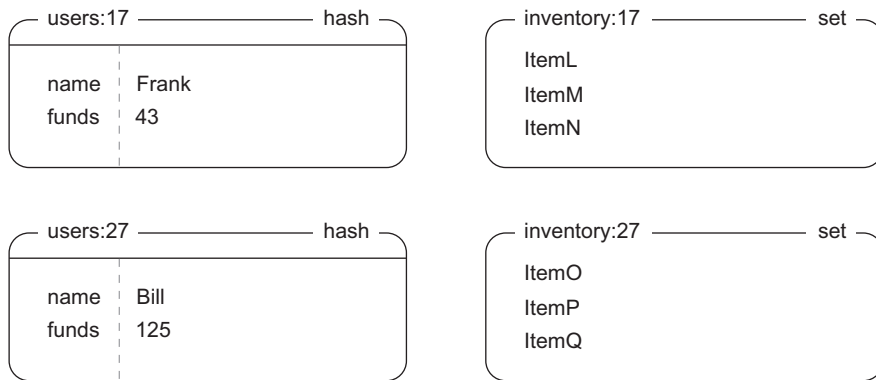 users:17 hash
name Frank
funds 43
inventory:17 set
ItemL
ItemM
ItemN
users:27 hash
name Bill
funds 125
inventory:27 set
ItemO
ItemP
ItemQ